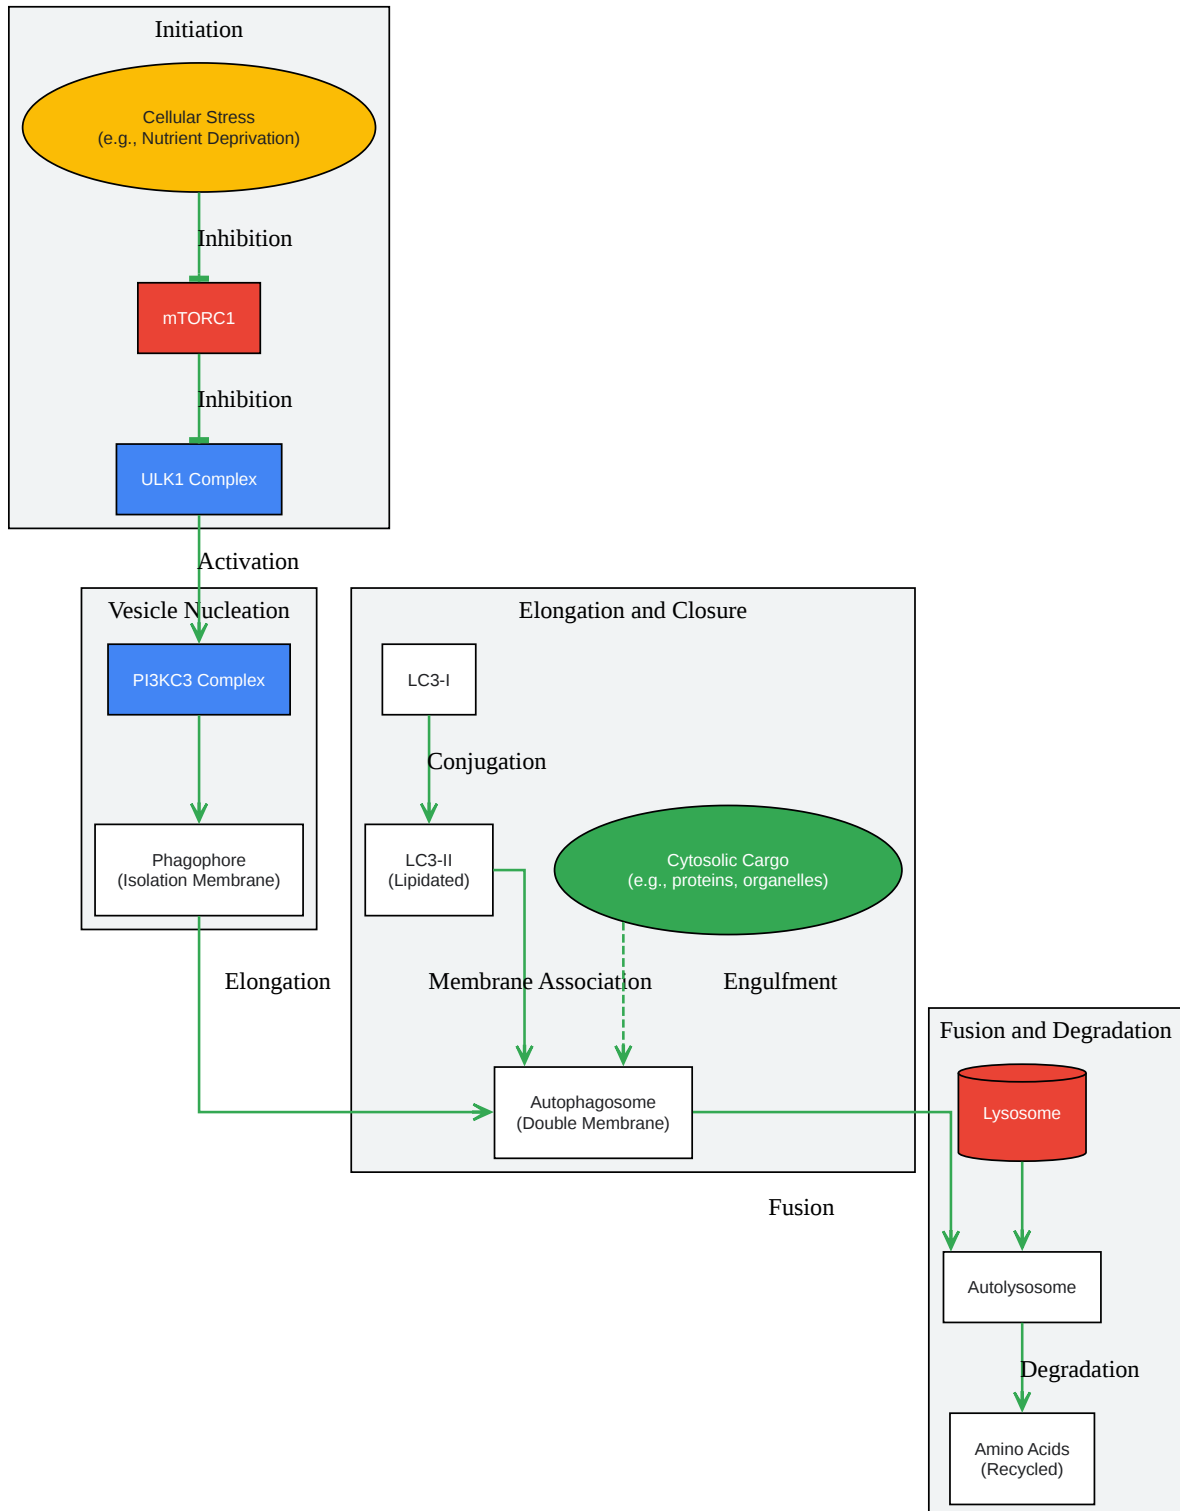 Initiation
Cellular Stress
(e.g., Nutrient Deprivation)
Inhibition
mTORC1
Inhibition
ULK1 Complex
Activation
Vesicle Nucleation
PI3KC3 Complex
Phagophore
(Isolation Membrane)
Elongation
Elongation and Closure
LC3-I
Conjugation
LC3-II
(Lipidated)
Cytosolic Cargo
(e.g., proteins, organelles)
Membrane Association
Engulfment
Autophagosome
(Double Membrane)
Fusion
Fusion and Degradation
Lysosome
Autolysosome
Degradation
Amino Acids
(Recycled)